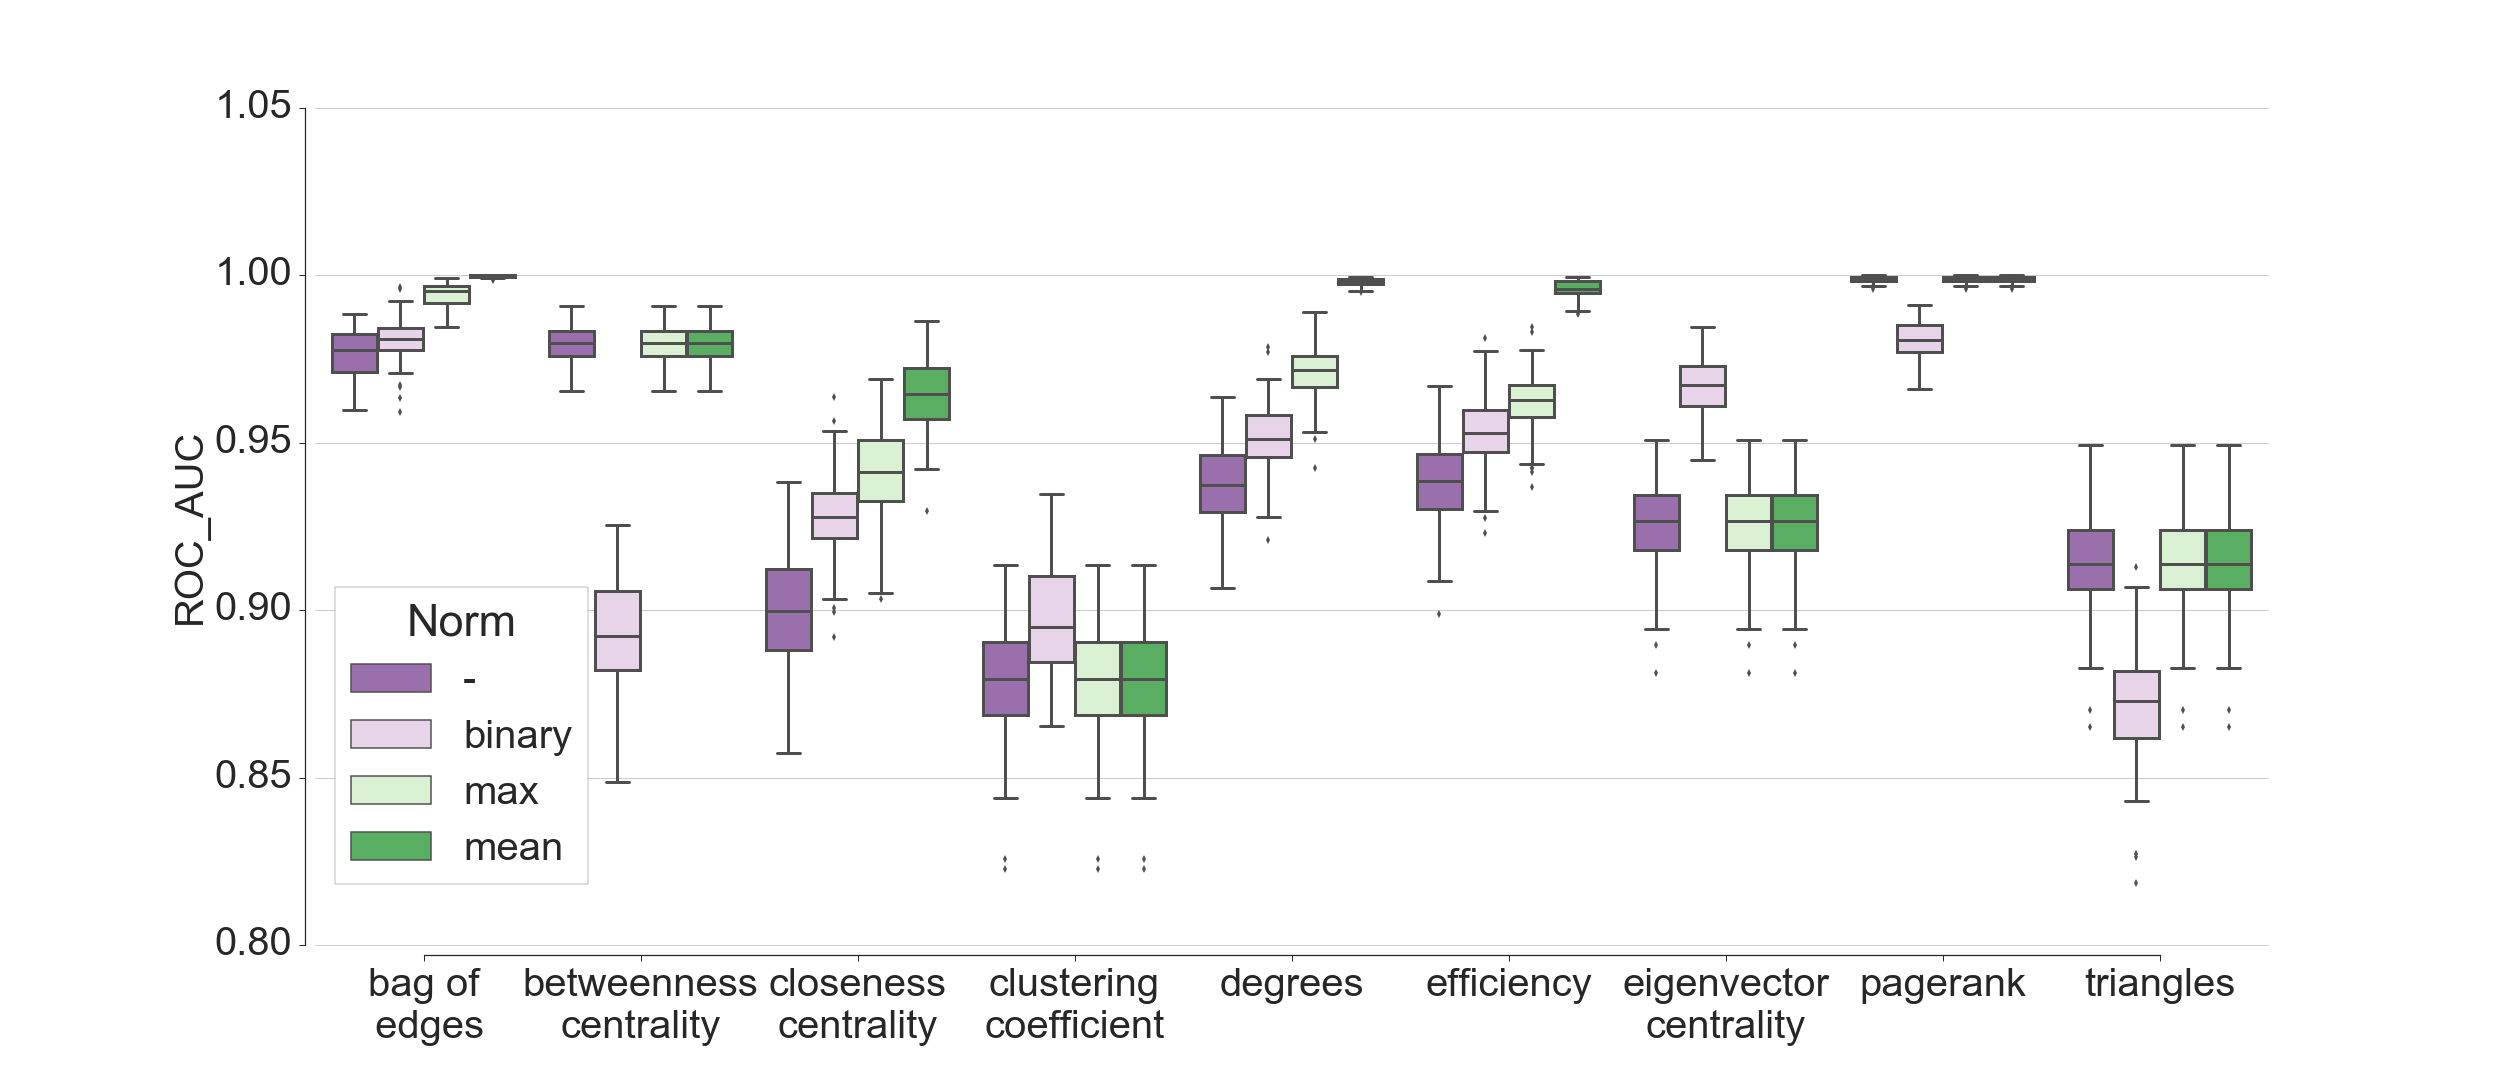 1.05
1.00
0.95
0.90
0.85
0.80
ROC_AUC
Norm
-
binary
max
mean
bag of edges
betweenness centrality
closeness centrality
clustering coefficient
degrees
efficiency
eigenvector centrality
pagerank
triangles